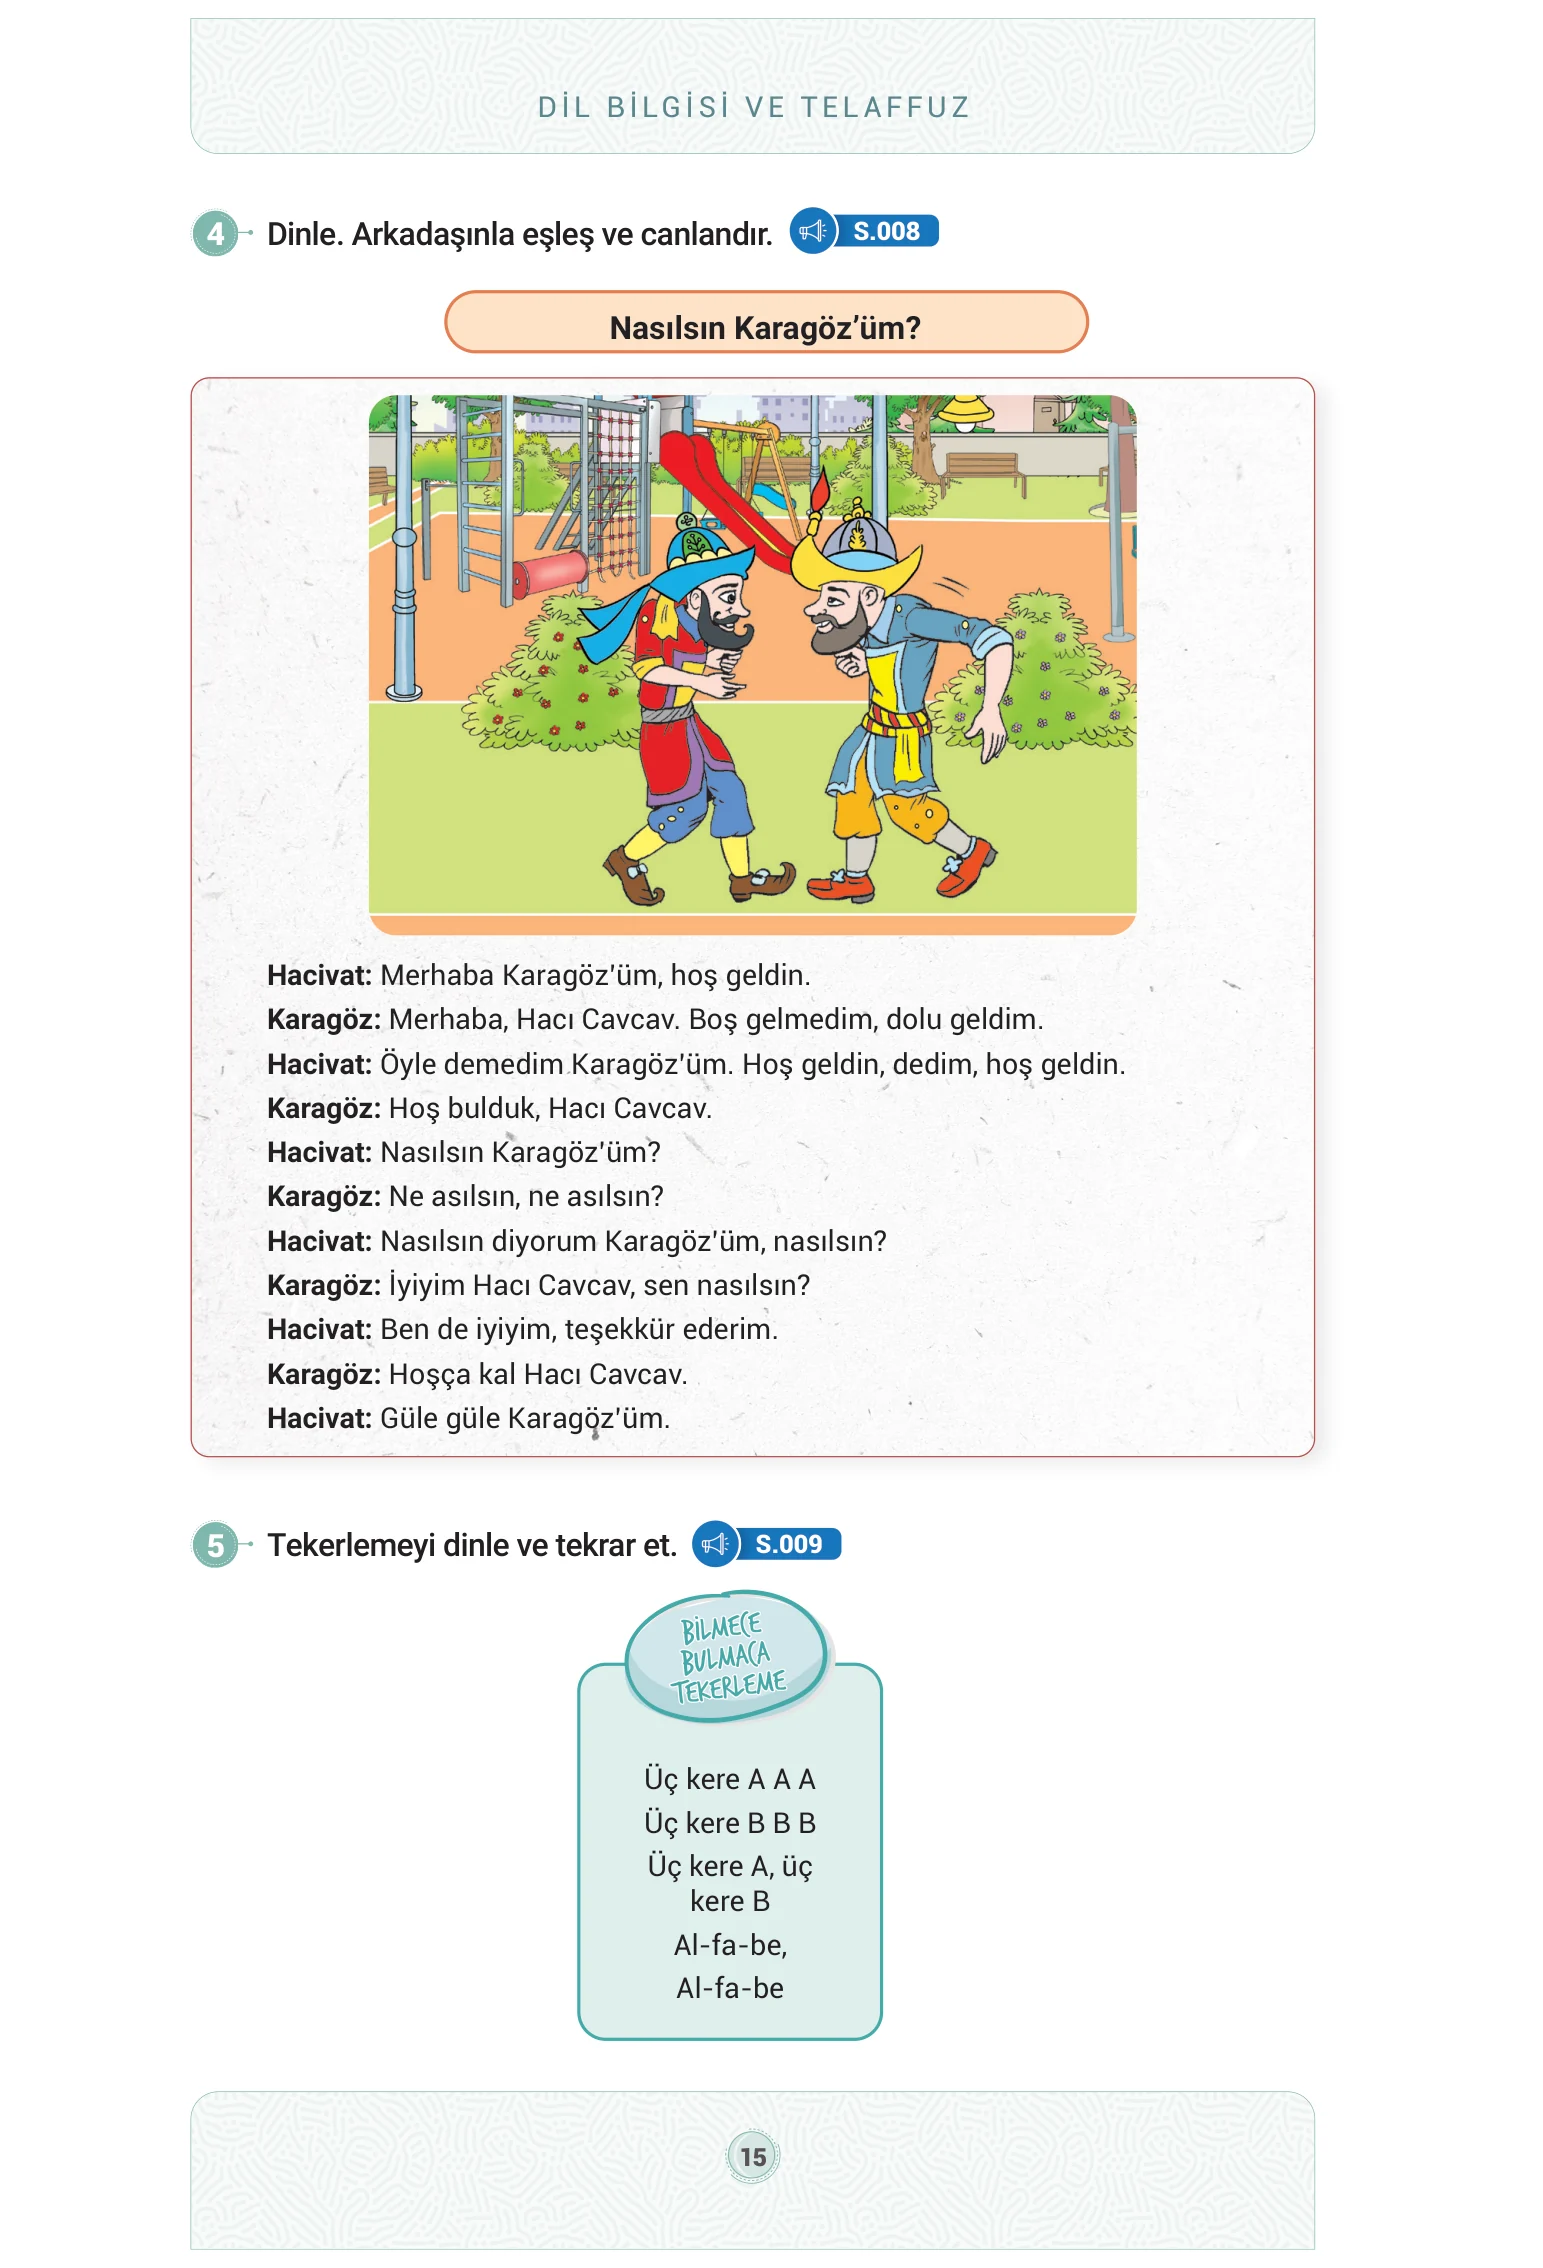 DİL BİLGİSİ VE TELAFFUZ
4 Dinle. Arkadaşınla eşleş ve canlandır. S.008
Nasılsın Karagöz’üm?
Hacivat: Merhaba Karagöz’üm, hoş geldin.
Karagöz: Merhaba, Hacı Cavcav. Boş gelmedim, dolu geldim.
Hacivat: Öyle demedim Karagöz’üm. Hoş geldin, dedim, hoş geldin.
Karagöz: Hoş bulduk, Hacı Cavcav.
Hacivat: Nasılsın Karagöz’üm?
Karagöz: Ne asılsın, ne asılsın?
Hacivat: Nasılsın diyorum Karagöz’üm, nasılsın?
Karagöz: İyiyim Hacı Cavcav, sen nasılsın?
Hacivat: Ben de iyiyim, teşekkür ederim.
Karagöz: Hoşça kal Hacı Cavcav.
Hacivat: Güle güle Karagöz’üm.
5 Tekerlemeyi dinle ve tekrar et. S.009
BİLMECE
BULMACA
TEKERLEME
Üç kere A A A
Üç kere B B B
Üç kere A, üç
kere B
Al-fa-be,
Al-fa-be
15